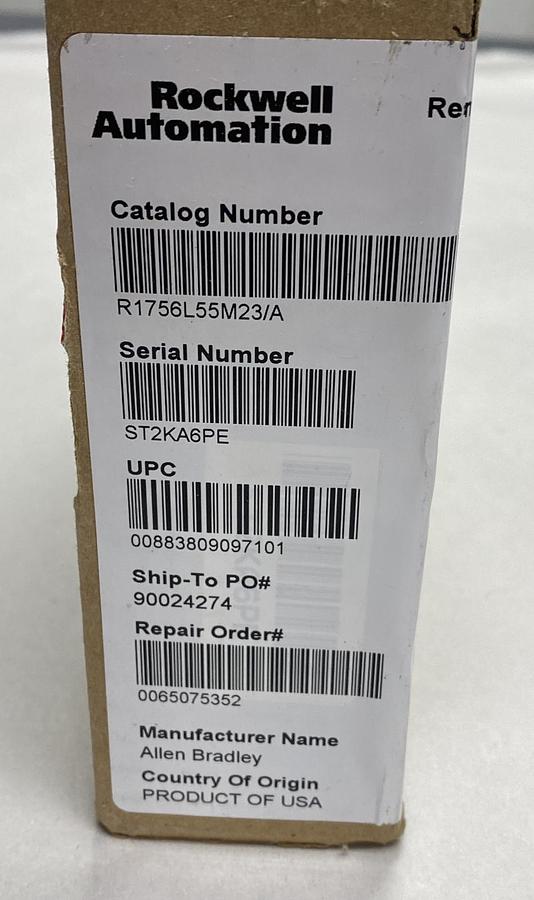 Rockwell
Automation
Catalog Number
R1756L55M23/A
Serial Number
ST2KA6PE
UPC
00883809097101
Ship-To PO#
90024274
Repair Order#
0065075352
Manufacturer Name
Allen Bradley
Country Of Origin
PRODUCT OF USA